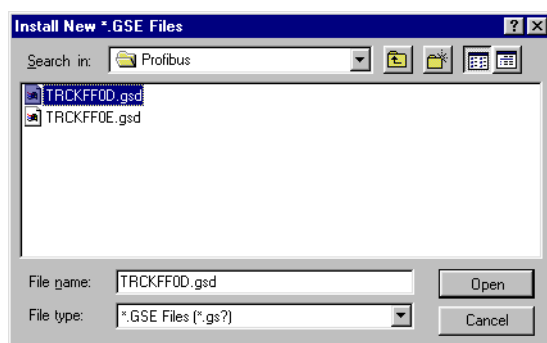 Install New *.GSE Files
Search in: Profibus
TRCKFF0D.gsd
TRCKFF0E.gsd
File name: TRCKFF0D.gsd Open
File type: *.GSE Files (*.gs?) Cancel